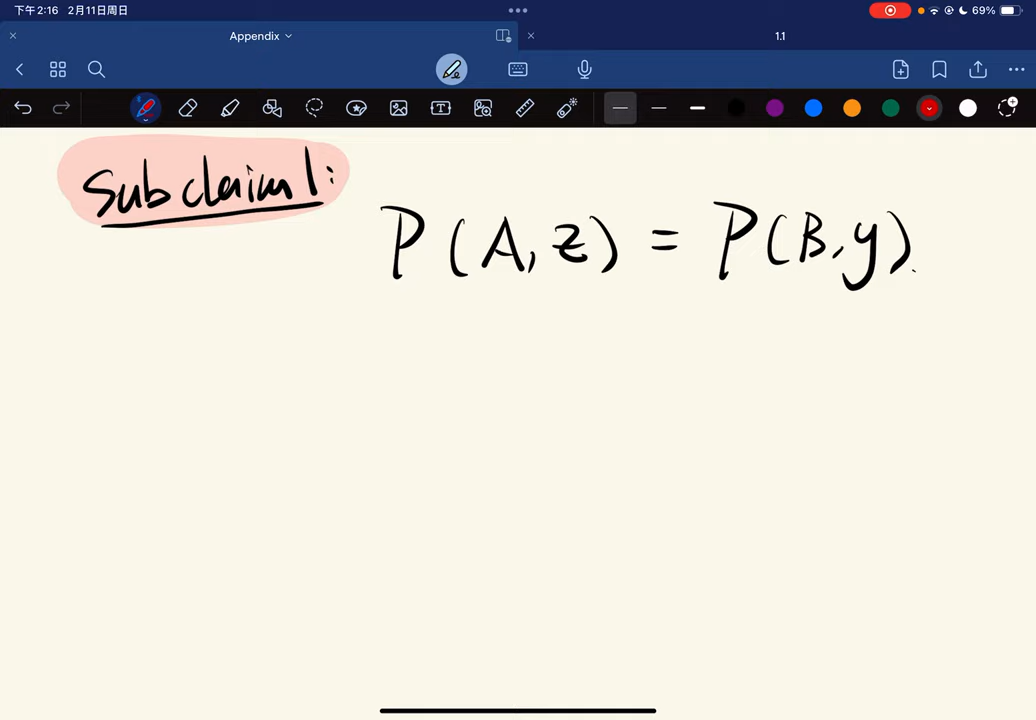 下午2:16 2月11日周日
69%
Appendix
1.1
Subclaim 1:
P(A,z) = P(B,y).